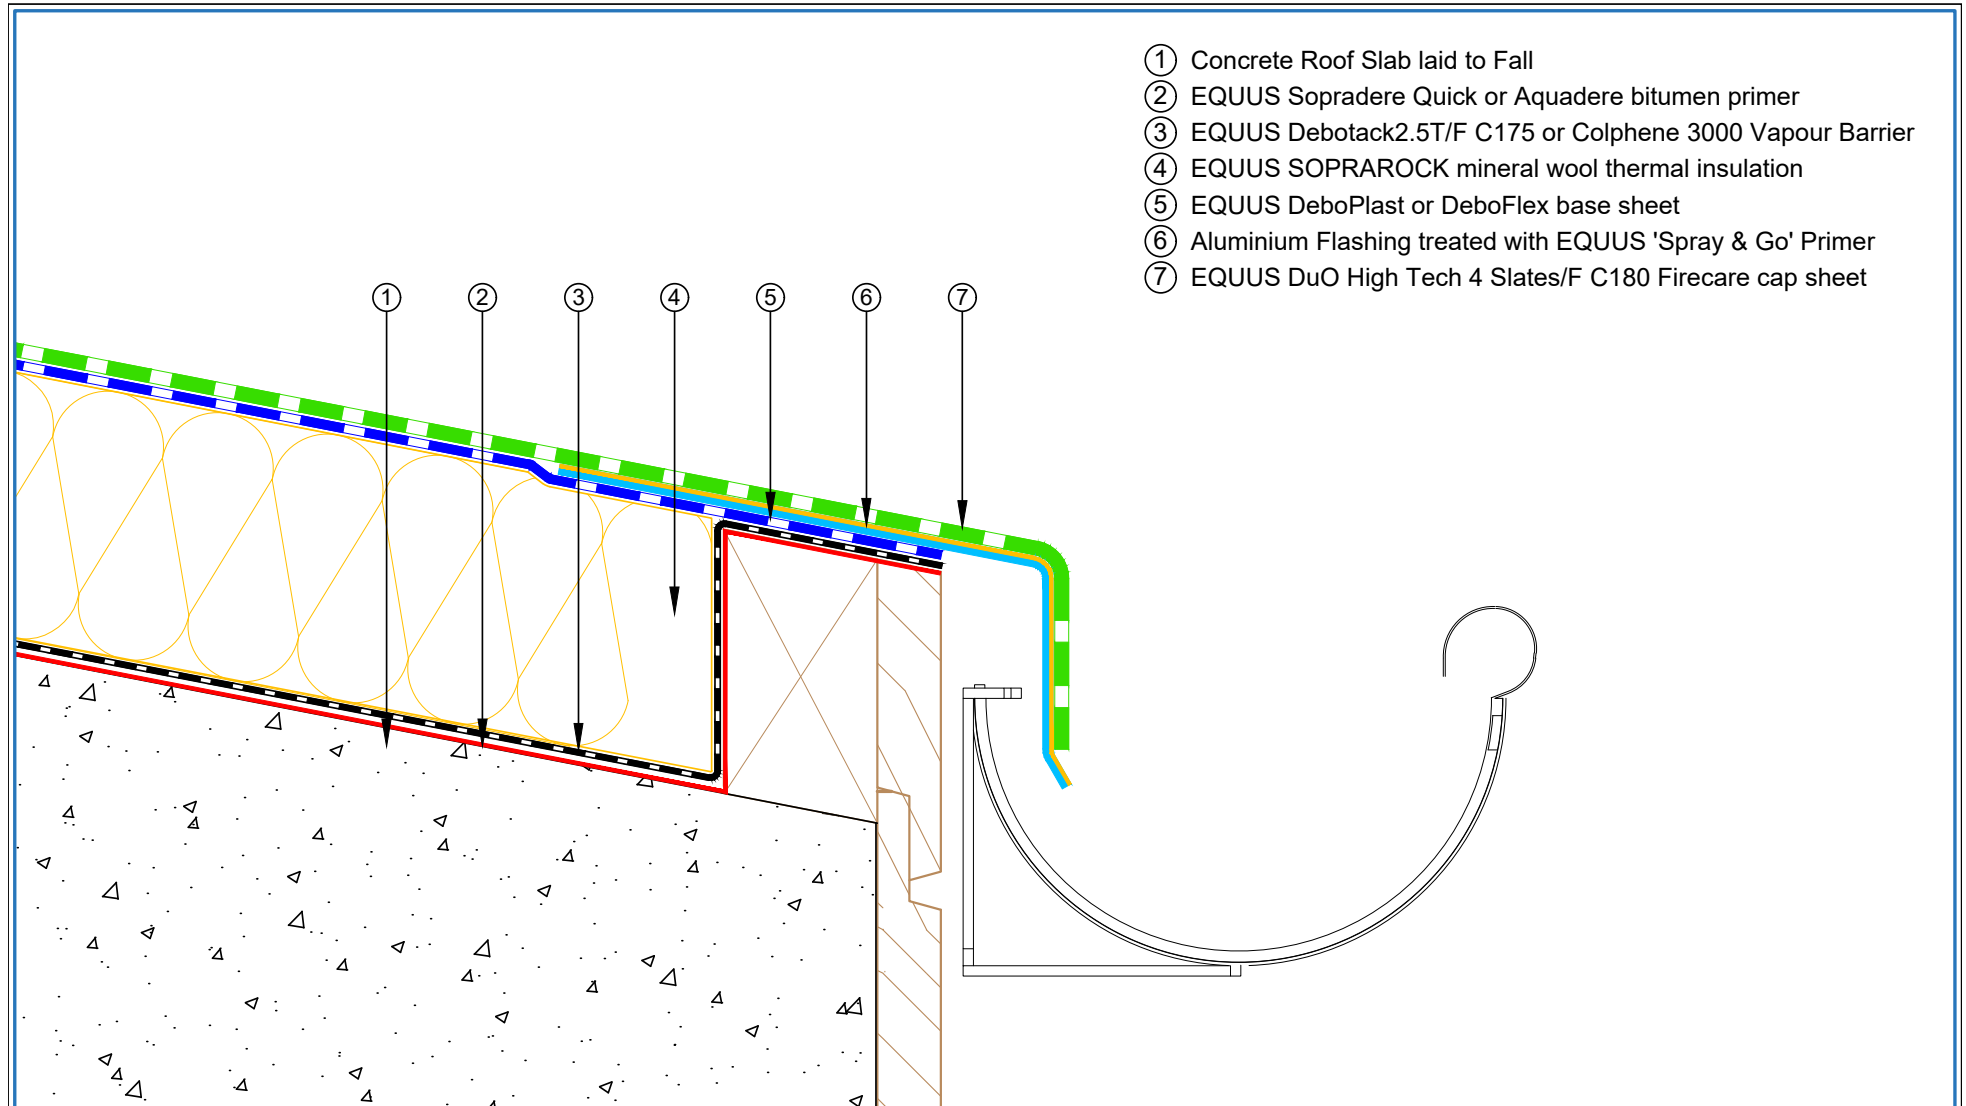 ① Concrete Roof Slab laid to Fall
② EQUUS Sopradere Quick or Aquadere bitumen primer
③ EQUUS Debotack2.5T/F C175 or Colphene 3000 Vapour Barrier
④ EQUUS SOPRAROCK mineral wool thermal insulation
⑤ EQUUS DeboPlast or DeboFlex base sheet
⑥ Aluminium Flashing treated with EQUUS 'Spray & Go' Primer
⑦ EQUUS DuO High Tech 4 Slates/F C180 Firecare cap sheet
① ② ③ ④ ⑤ ⑥ ⑦